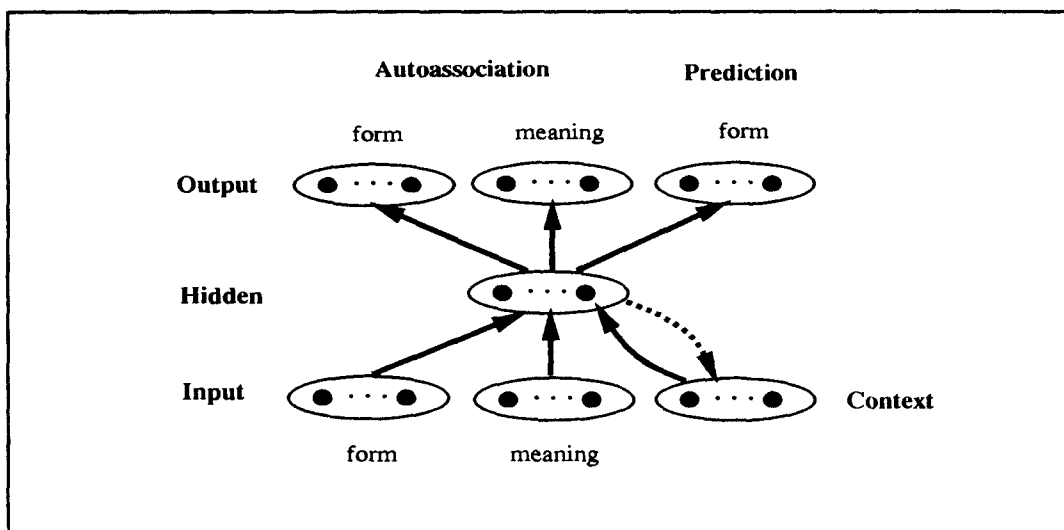 Autoassociation Prediction
form meaning form
Output
Hidden
Input Context
form meaning